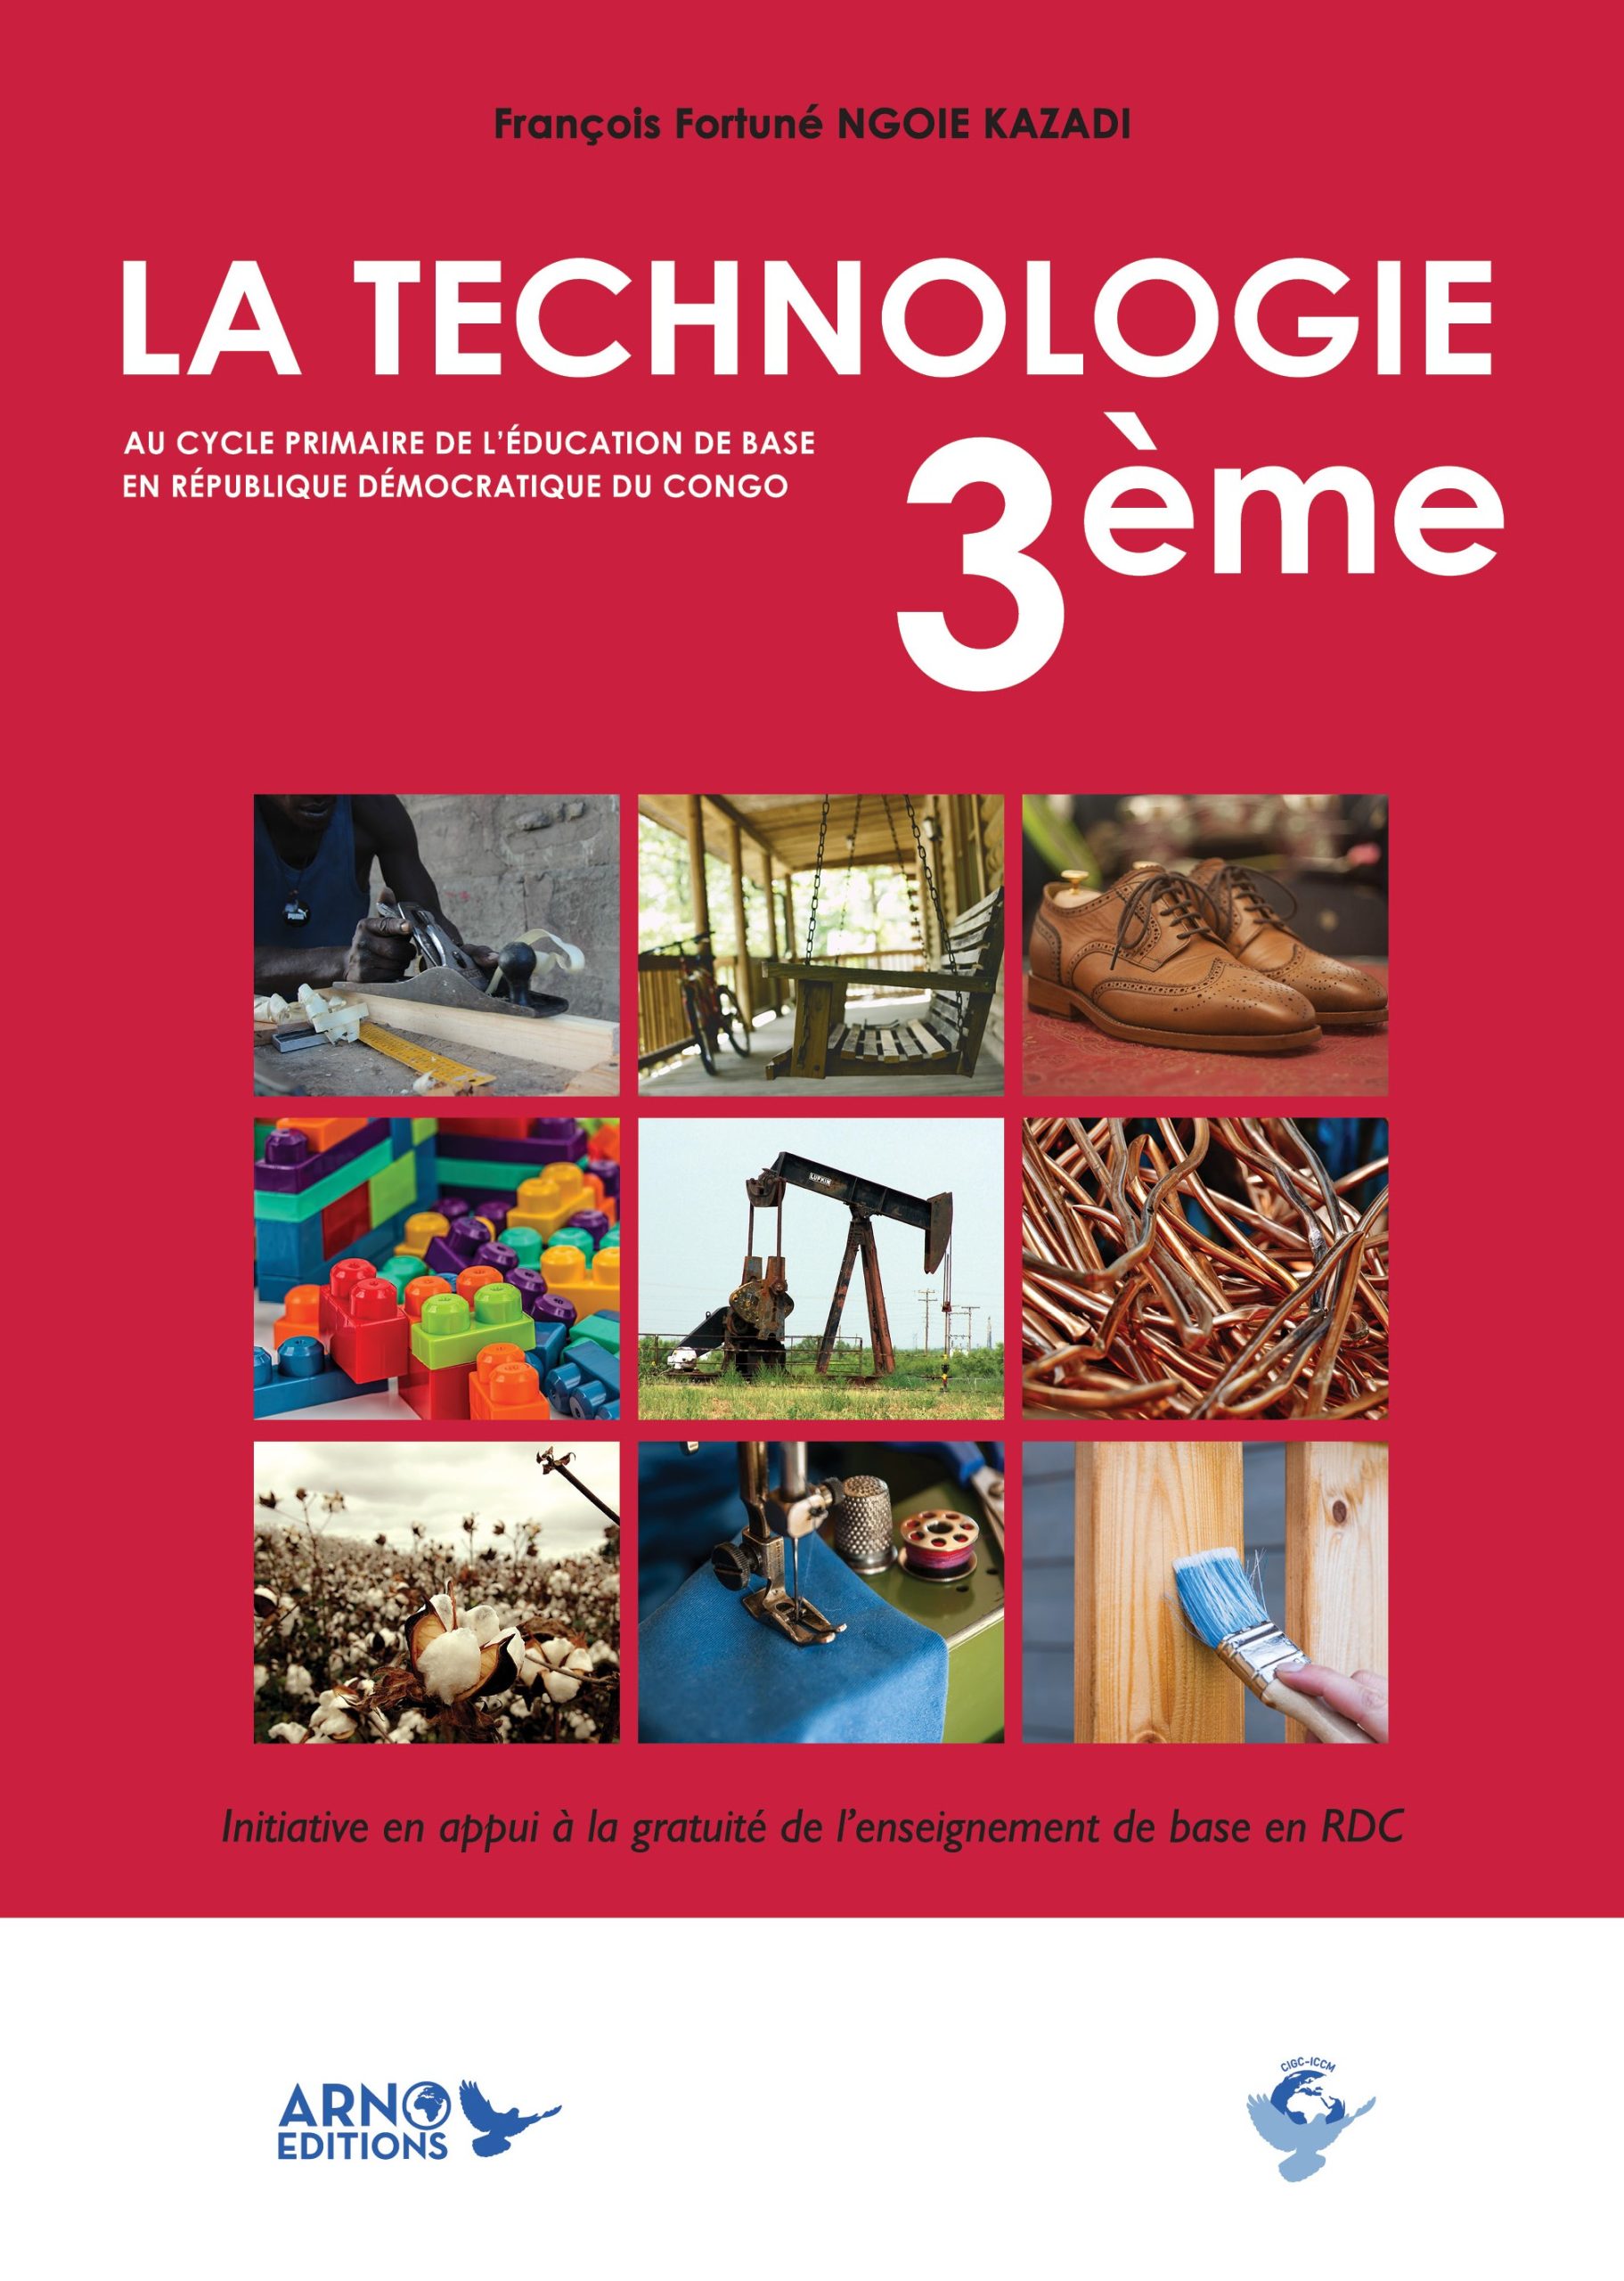 François Fortuné NGOIE KAZADI
LA TECHNOLOGIE
AU CYCLE PRIMAIRE DE L'ÉDUCATION DE BASE
EN RÉPUBLIQUE DÉMOCRATIQUE DU CONGO
3ème
PUMA
LUFKIN
Initiative en appui à la gratuité de l'enseignement de base en RDC
ARNO
EDITIONS
CIGC-ICCM